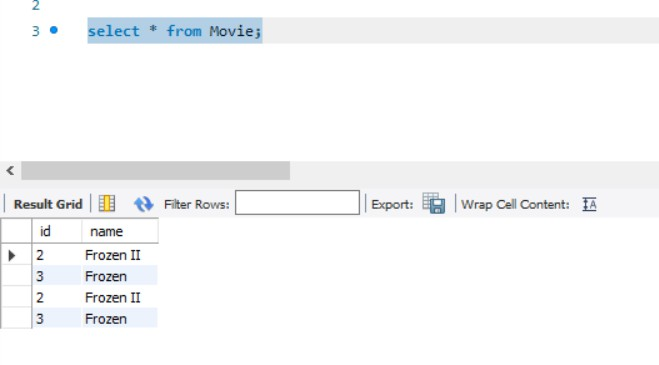 2
3 select * from Movie;
Result Grid Filter Rows: Export: Wrap Cell Content: IA
id name
2 Frozen II
3 Frozen
2 Frozen II
3 Frozen